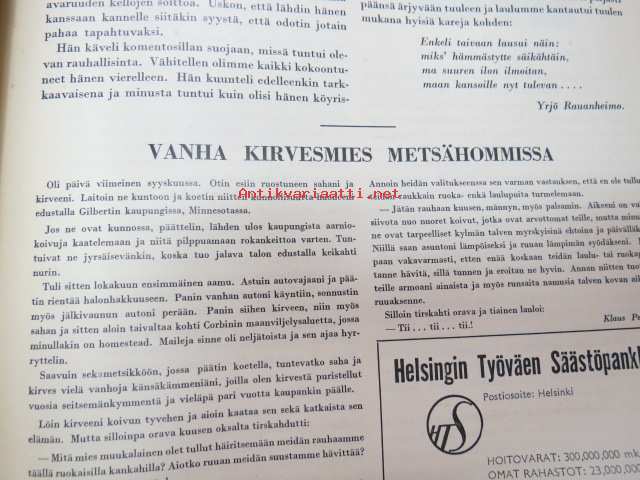 avaruuden kellojen soittoa. Uskon, että lähdin hänen
kanssaan kannelle siitäkin syystä, että odotin jotain
pahaa tapahtuvaksi.
Hän käveli komentosillan suojaan, missä tuntui ole-
van rauhallisinta. Vähitellen olimme kaikki kokoontu-
neet hänen vierelleen. Hän kuunteli edelleenkin tark-
kaavaisena ja minusta tuntui kuin olisi hänen köyris-
päänsä ärjyvään tuuleen ja laulumme kantautui tuulen
mukana hyisiä kareja kohden:
Enkeli taivaan lausui näin:
miks' hämmästytte säikähtäin,
ma suuren ilon ilmoitan,
maan kansoille nyt tulevan ....
Yrjö Rauanheimo.
VANHA KIRVESMIES METSÄHOMMISSA
Oli päivä viimeinen syyskuussa. Otin esiin ruostuneen sahani ja
kirveeni. Laitoin ne kuntoon ja koetin niitten
edustalla Gilbertin kaupungissa, Minnesotassa.
Jos ne ovat kunnossa, päättelin, lähden ulos kaupungista aarnio-
koivuja kaatelemaan ja niitä pilppuamaan rokankeittoa varten. Tun-
tuivat ne jyrsäisevänkin, koska tuo jalava talon edustalla keikahti
nurin.
Tuli sitten lokakuun ensimmäinen aamu. Astuin autovajaani ja pää-
tin rientää halonhakkuuseen. Panin vanhan autoni käyntiin, sonnustin
myös jälkivaunun autoni perään. Panin siihen kirveen, niin myös
sahan ja sitten aloin taivaltaa kohti Corbinin maanviljelysaluetta, jossa
minullakin on homestead. Maileja sinne oli neljätoista ja sen ajaa hyr-
ryttelin.
Saavuin sekametsikköön, jossa päätin koetella, tuntevatko saha ja
kirves vielä vanhoja känsäkämmeniäni, joilla olen kirvestä puristellut
vuosia seitsemänkymmentä ja vieläpä pari vuotta kaupankin päälle.
Löin kirveeni koivun tyvehen ja aioin kaataa sen sekä katkaista sen
elämän. Mutta silloinpa orava kuusen oksalta tirskahdutti:
— Mitä mies muukalainen olet tullut häiritsemään meidän rauhaamme
täällä ruokaisilla kankahilla? Aiotko ruuan meidän suustamme hävittää?
Annoin heidän valitukseensa sen varman vastauksen, että en ole tullut
raukkain ruoka- enkä laulupuita turmelemaan.
— Jätän rauhaan kuusen, männyn, myös palsamin. Aikeeni on va
siivota nuo nuoret koivut, jotka ovat arvottomat teille, mutta minu
ne ovat tarpeelliset kylmän talven myrskyisinä öhtoina ja päivälläk
Niillä saan asuntoni lämpöiseksi ja ruuan lämpimän syödäkseni. I
paan vakavarmasti, etten enää koskaan teidän laulu- tai ruokap
tanne hävitä, sillä tunnen ja eroitan ne hyvin. Annan niitten tuo
teille armoani ainaista ja myös runsaita namusia talven kovan aik
ruuaksenne.
Silloin tirskahti orava ja tiainen lauloi:
— Tii ... tii ... tii.!
Klaus Pe
Antikvariaatti.net
Helsingin Työväen Säästöpankk
Postiosoite: Helsinki
HTS
HOITOVARAT: 300,000,000 mk.
OMAT RAHASTOT: 23,000,00